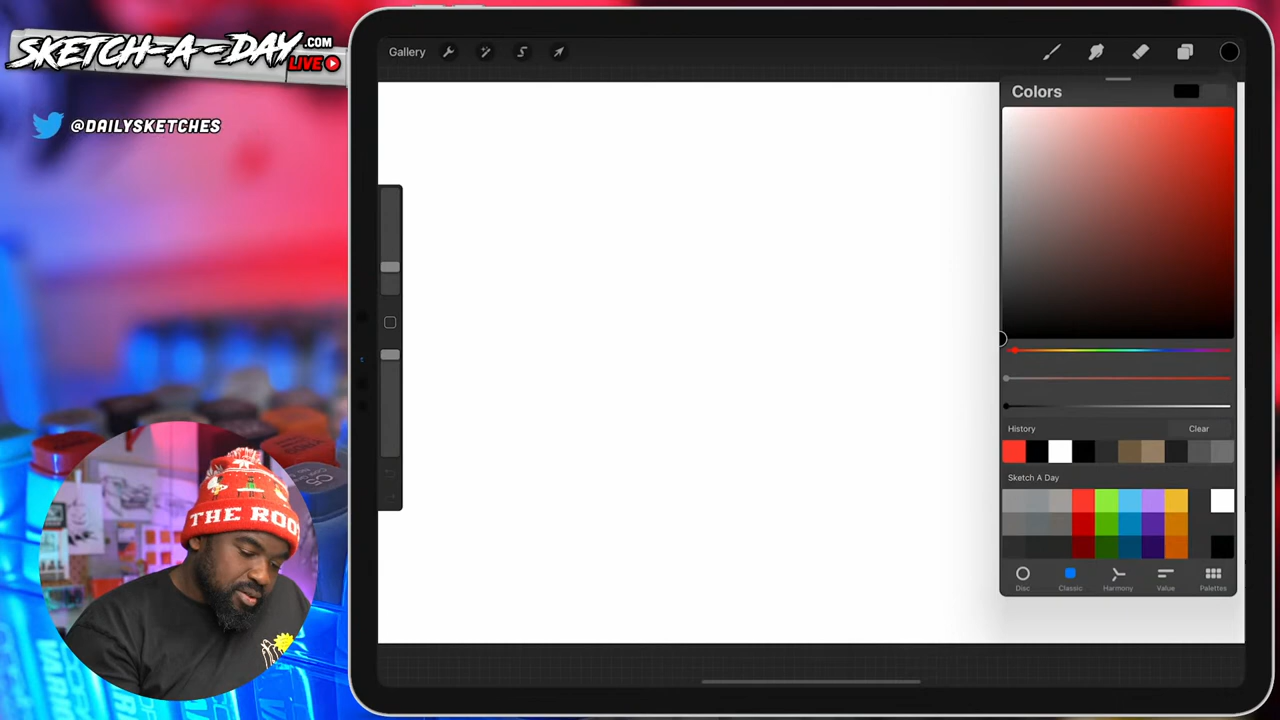 SKETCH-A-DAY.COM
LIVE
@DAILYSKETCHES
Gallery
Colors
History
Clear
Sketch A Day
Disc
Classic
Harmony
Value
Palettes
THE ROO